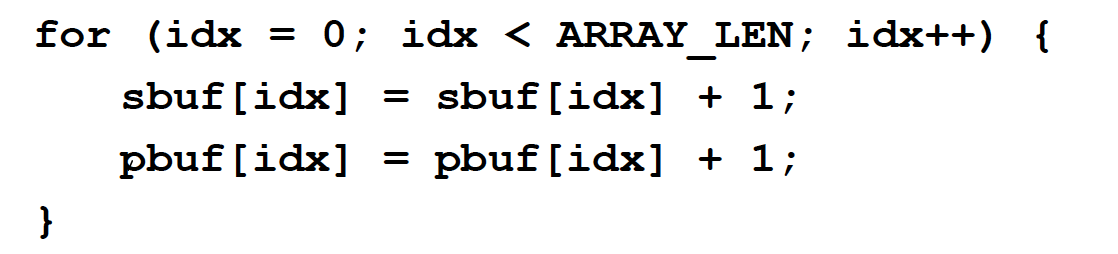 for (idx = 0; idx < ARRAY_LEN; idx++) {
    sbuf[idx] = sbuf[idx] + 1;
    pbuf[idx] = pbuf[idx] + 1;
}